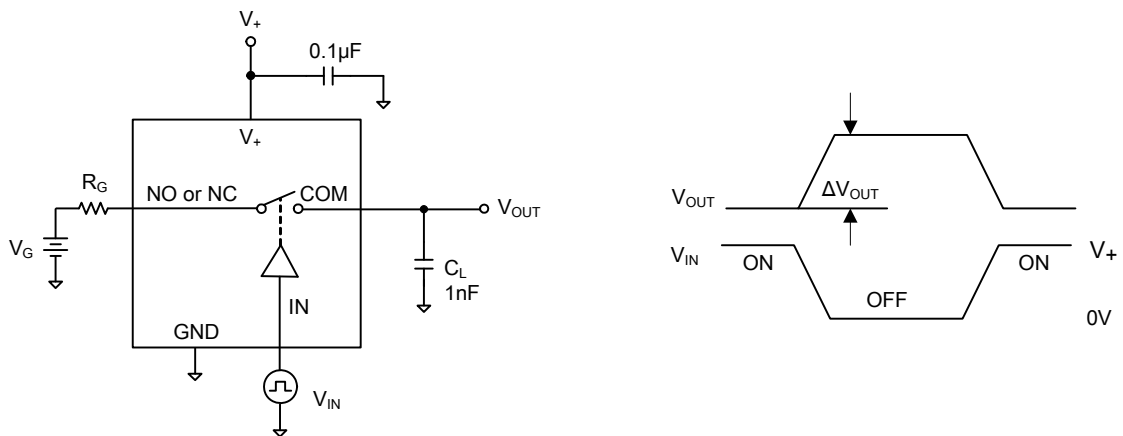 V+
0.1µF
V+
RG
NO or NC
COM
VOUT
VG
CL
1nF
IN
GND
VIN
VOUT
ΔVOUT
VIN
ON
OFF
ON
V+
0V